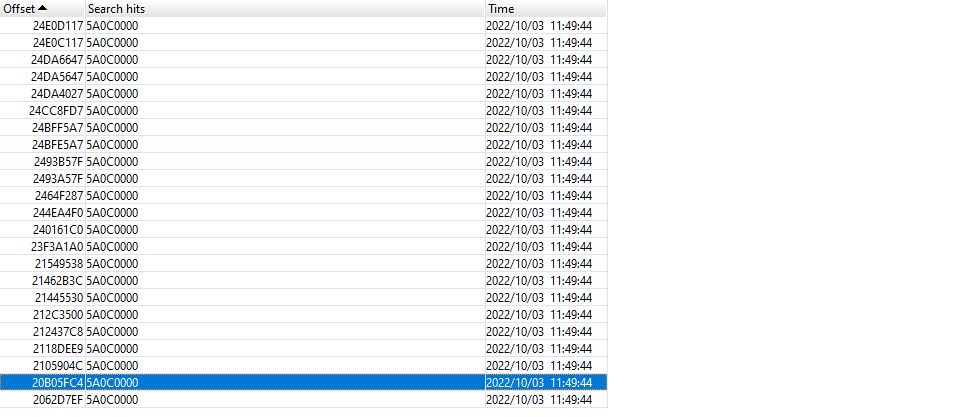 Offset Search hits Time
24E0D117 5A0C0000 2022/10/03 11:49:44
24E0C117 5A0C0000 2022/10/03 11:49:44
24DA6647 5A0C0000 2022/10/03 11:49:44
24DA5647 5A0C0000 2022/10/03 11:49:44
24DA4027 5A0C0000 2022/10/03 11:49:44
24CC8FD7 5A0C0000 2022/10/03 11:49:44
24BFF5A7 5A0C0000 2022/10/03 11:49:44
24BFE5A7 5A0C0000 2022/10/03 11:49:44
2493B57F 5A0C0000 2022/10/03 11:49:44
2493A57F 5A0C0000 2022/10/03 11:49:44
2464F287 5A0C0000 2022/10/03 11:49:44
244EA4F0 5A0C0000 2022/10/03 11:49:44
240161C0 5A0C0000 2022/10/03 11:49:44
23F3A1A0 5A0C0000 2022/10/03 11:49:44
21549538 5A0C0000 2022/10/03 11:49:44
21462B3C 5A0C0000 2022/10/03 11:49:44
21445530 5A0C0000 2022/10/03 11:49:44
212C3500 5A0C0000 2022/10/03 11:49:44
212437C8 5A0C0000 2022/10/03 11:49:44
2118DEE9 5A0C0000 2022/10/03 11:49:44
2105904C 5A0C0000 2022/10/03 11:49:44
20B05FC4 5A0C0000 2022/10/03 11:49:44
2062D7EF 5A0C0000 2022/10/03 11:49:44